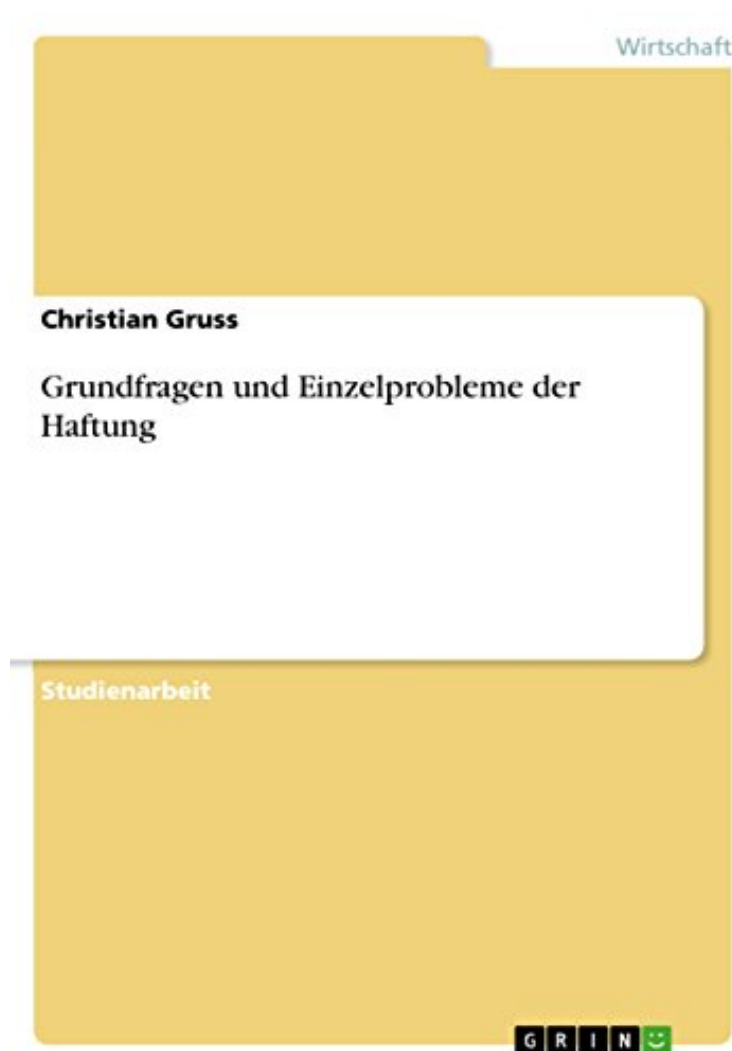 Wirtschaft
Christian Gruss
Grundfragen und Einzelprobleme der
Haftung
Studienarbeit
GRIN